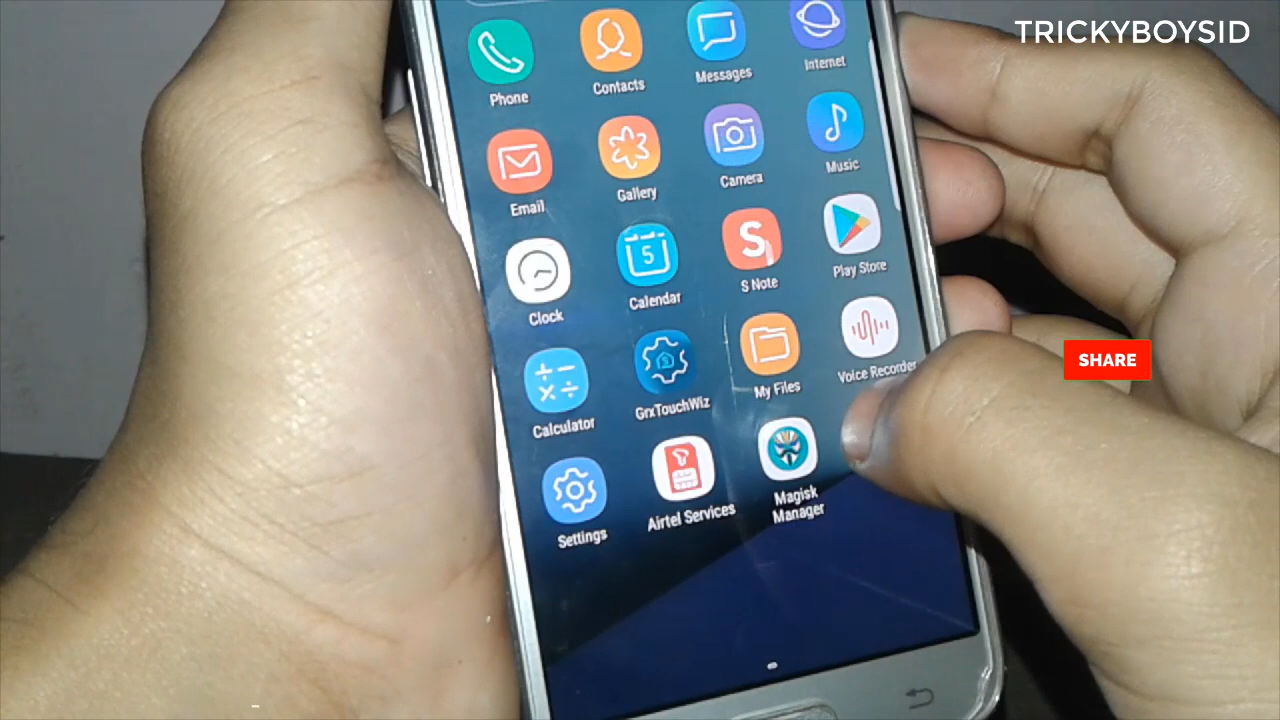 TRICKYBOYSID
Phone
Contacts
Messages
Internet
Email
Gallery
Camera
Music
Clock
Calendar
5
S Note
S
Play Store
Calculator
GrxTouchWiz
My Files
Voice Recorder
SHARE
Settings
Airtel Services
Magisk
Manager